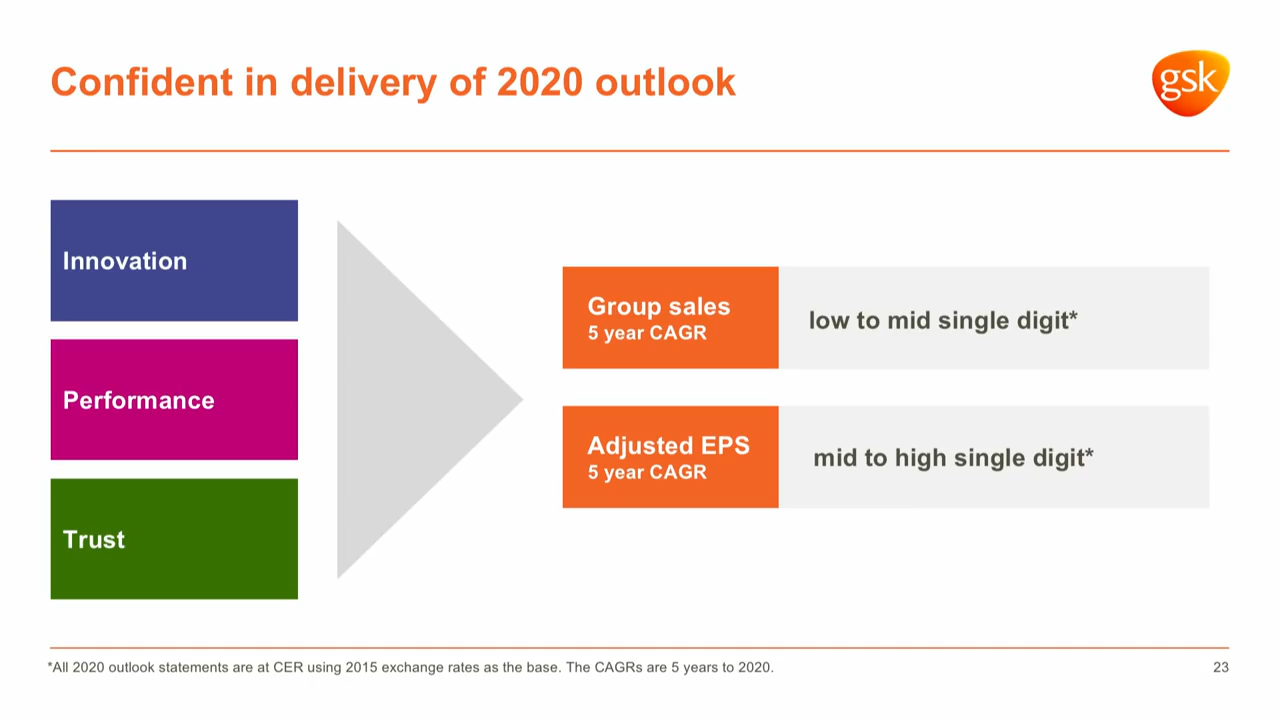 Confident in delivery of 2020 outlook
gsk
Innovation
Performance
Trust
Group sales
5 year CAGR
low to mid single digit*
Adjusted EPS
5 year CAGR
mid to high single digit*
*All 2020 outlook statements are at CER using 2015 exchange rates as the base. The CAGRs are 5 years to 2020.
23